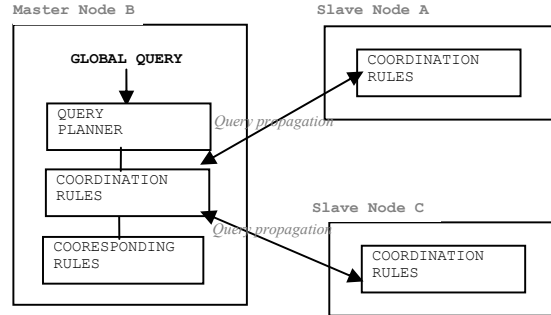 Master Node B
Slave Node A
GLOBAL QUERY
COORDINATION
RULES
QUERY
PLANNER
Query propagation
COORDINATION
RULES
Slave Node C
Query propagation
COORESPONDING
RULES
COORDINATION
RULES